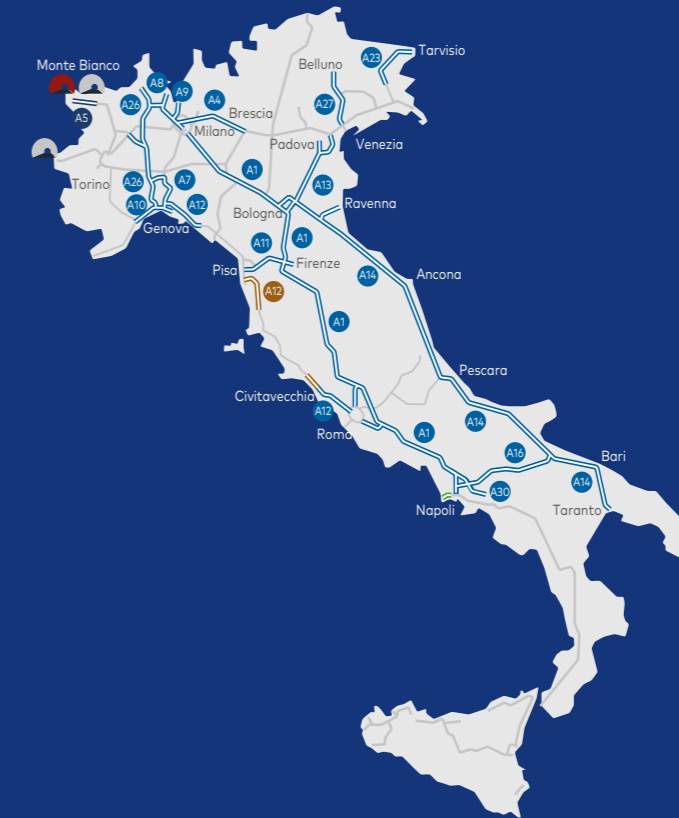 Tarvisio
A23
Belluno
Monte Bianco
A8
A9
A4
A26
A27
A5
Brescia
Milano
Padova
Venezia
A1
A7
A26
Torino
A13
A10
A12
Ravenna
Bologna
Genova
A1
A11
Firenze
Pisa
A14
Ancona
A12
A1
Pescara
Civitavecchia
A12
A14
Roma
A1
A16
Bari
A14
A30
Napoli
Taranto